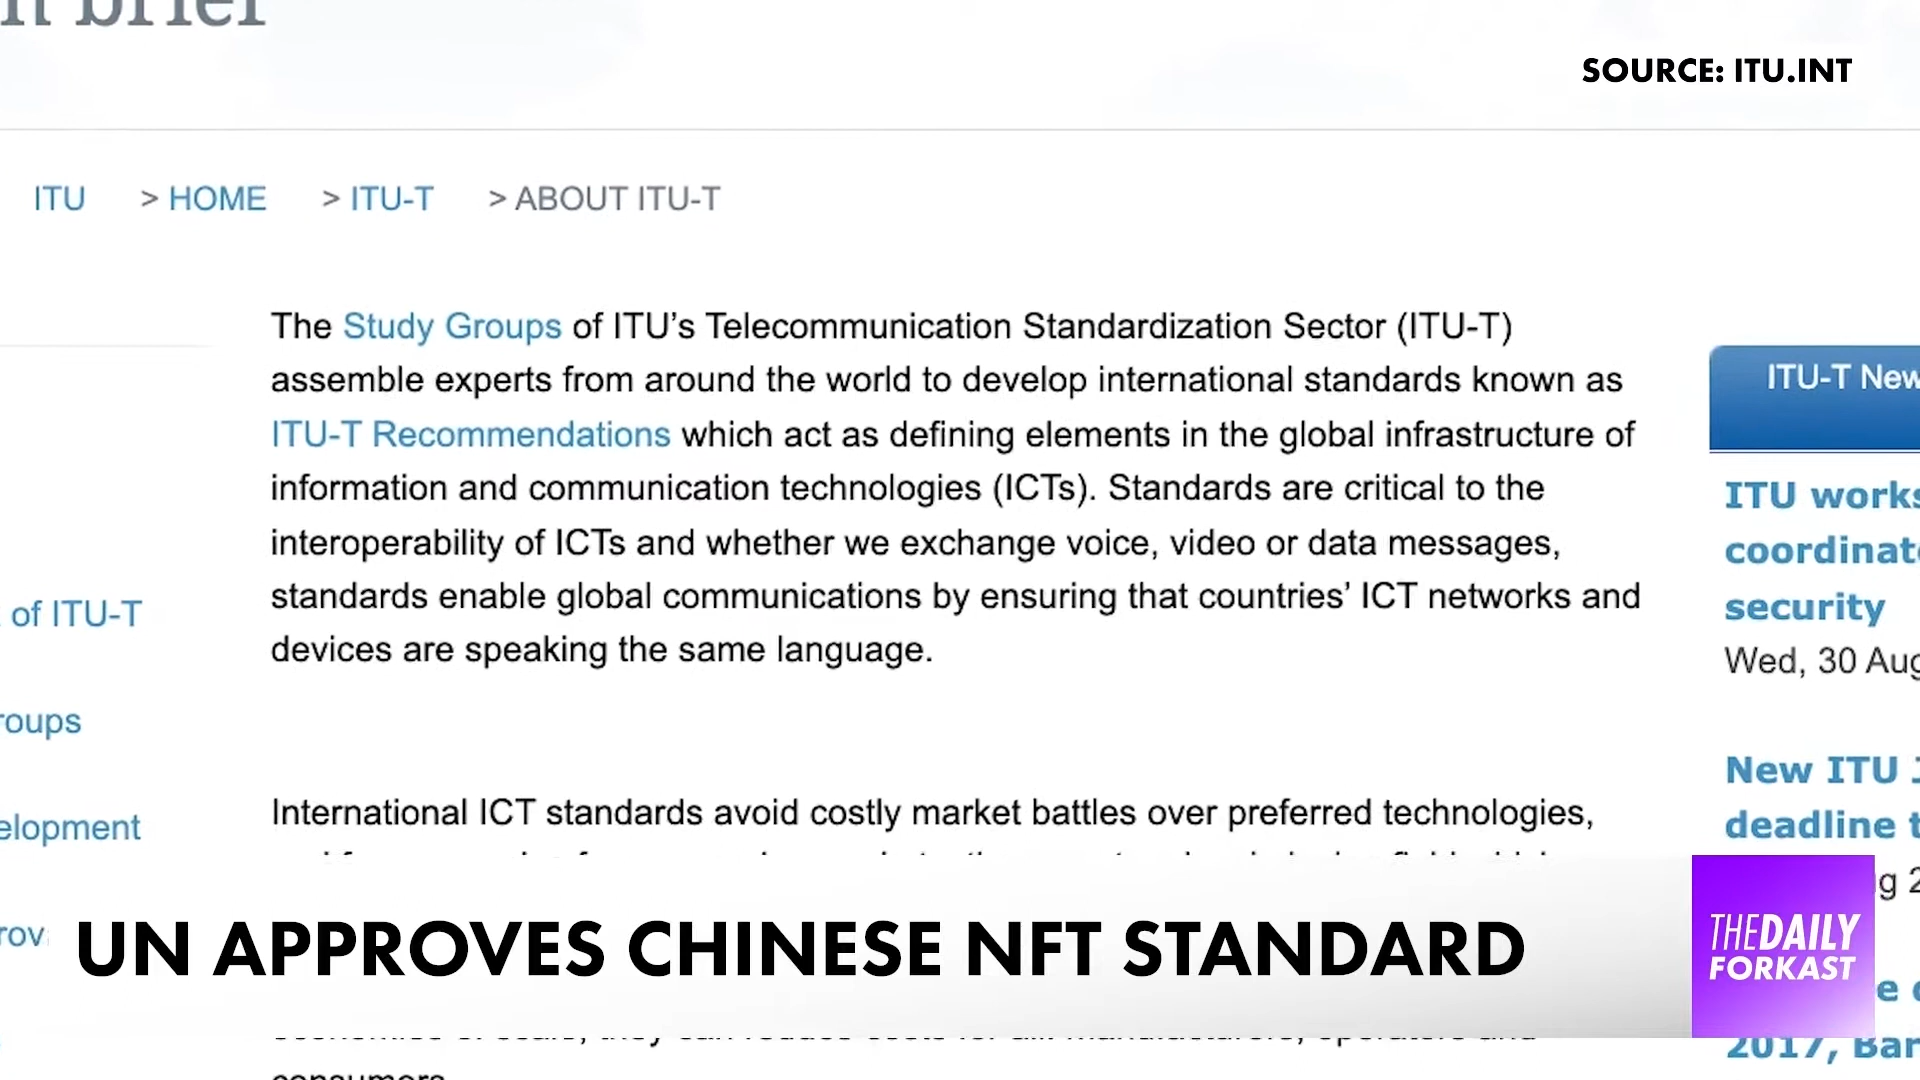 SOURCE: ITU.INT
ITU > HOME > ITU-T > ABOUT ITU-T
The Study Groups of ITU’s Telecommunication Standardization Sector (ITU-T)
assemble experts from around the world to develop international standards known as
ITU-T Recommendations which act as defining elements in the global infrastructure of
information and communication technologies (ICTs). Standards are critical to the
interoperability of ICTs and whether we exchange voice, video or data messages,
standards enable global communications by ensuring that countries’ ICT networks and
devices are speaking the same language.
International ICT standards avoid costly market battles over preferred technologies,
of ITU-T
ITU-T New
ITU works
coordinat
security
Wed, 30 Aug
New ITU
deadline
2017, Bar
UN APPROVES CHINESE NFT STANDARD
THE DAILY
FORKAST